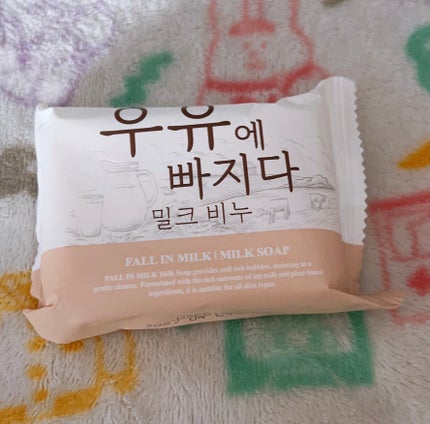 우유에
빠지다
밀크 비누
FALL IN MILK | MILK SOAP
FALL IN MILK Milk Soap provides soft rich bubbles, assisting in a
gentle cleanse. Formulated with the rich nutrients of soy milk and plant-based
ingredients, it is suitable for all skin types.